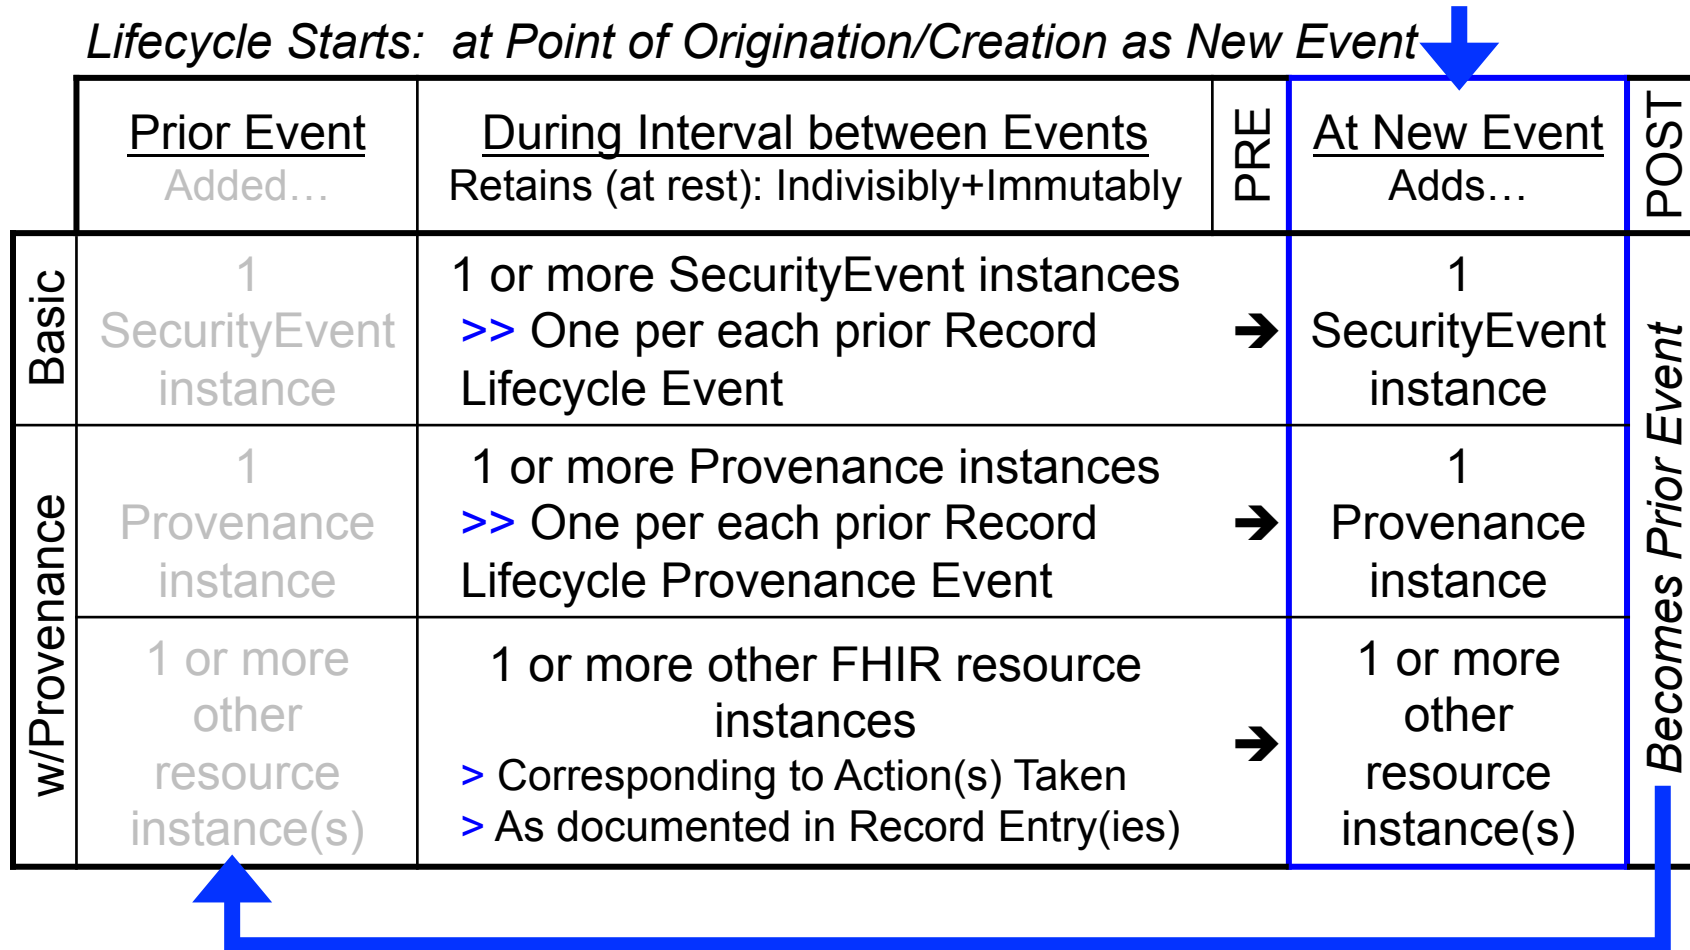 Lifecycle Starts:  at Point of Origination/Creation as New Event
Prior Event
Added…
During Interval between Events
Retains (at rest): Indivisibly+Immutably
PRE
At New Event
Adds…
POST
Basic
1
SecurityEvent
instance
1 or more SecurityEvent instances
>> One per each prior Record
Lifecycle Event
➔
1
SecurityEvent
instance
w/Provenance
1
Provenance
instance
1 or more Provenance instances
>> One per each prior Record
Lifecycle Provenance Event
➔
1
Provenance
instance
1 or more
other
resource
instance(s)
1 or more other FHIR resource
instances
> Corresponding to Action(s) Taken
> As documented in Record Entry(ies)
➔
1 or more
other
resource
instance(s)
Becomes Prior Event